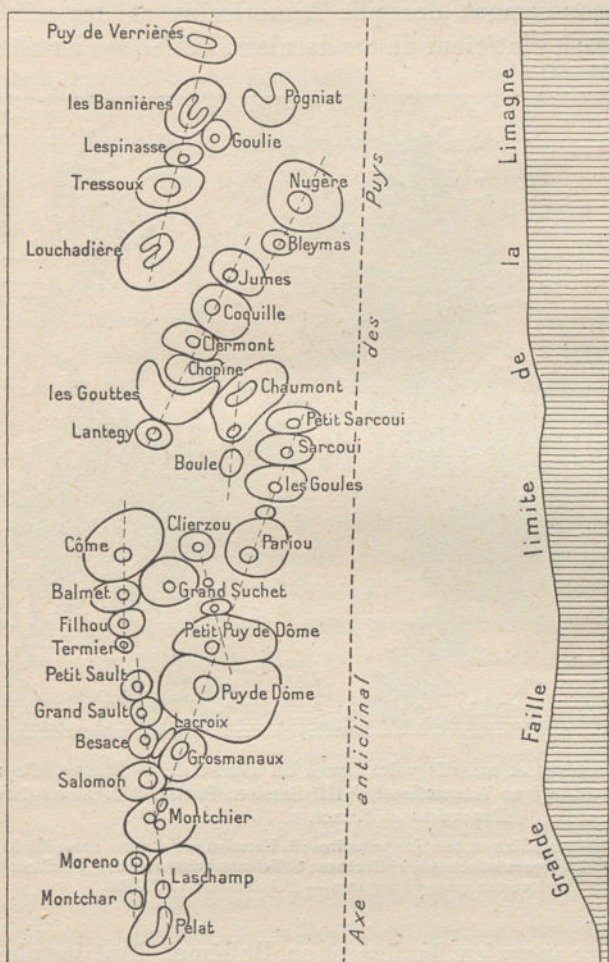 Puy de Verrières
les Bannières
Pogniat
Goulie
Lespinasse
Tressoux
Nugère
Louchadière
Bleymas
Jumes
Coquille
Clermont
Chopine
les Gouttes
Chaumont
Lantegy
Petit Sarcoui
Sarcoui
Boule
les Goules
Clierzou
Côme
Pariou
Balmet
Grand Suchet
Filhou
Petit Puy de Dôme
Termier
Petit Sault
Puy de Dôme
Grand Sault
Lacroix
Besace
Grosmanaux
Salomon
Montchier
Moreno
Laschamp
Montchar
Pelat
Axe anticlinal des Puys
Grande Faille limite de la Limagne